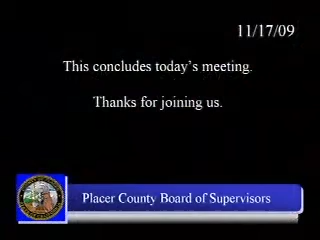 11/17/09
This concludes today's meeting.
Thanks for joining us.
Placer County Board of Supervisors